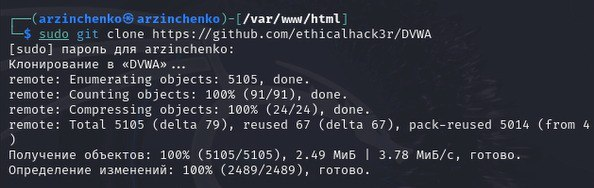 ┌──(arzinchenko㉿arzinchenko)-[/var/www/html]
└─$ sudo git clone https://github.com/ethicalhack3r/DVWA
[sudo] пароль для arzinchenko:
Клонирование в «DVWA»...
remote: Enumerating objects: 5105, done.
remote: Counting objects: 100% (91/91), done.
remote: Compressing objects: 100% (24/24), done.
remote: Total 5105 (delta 79), reused 67 (delta 67), pack-reused 5014 (from 4
)
Получение объектов: 100% (5105/5105), 2.49 МиБ | 3.78 МиБ/с, готово.
Определение изменений: 100% (2489/2489), готово.